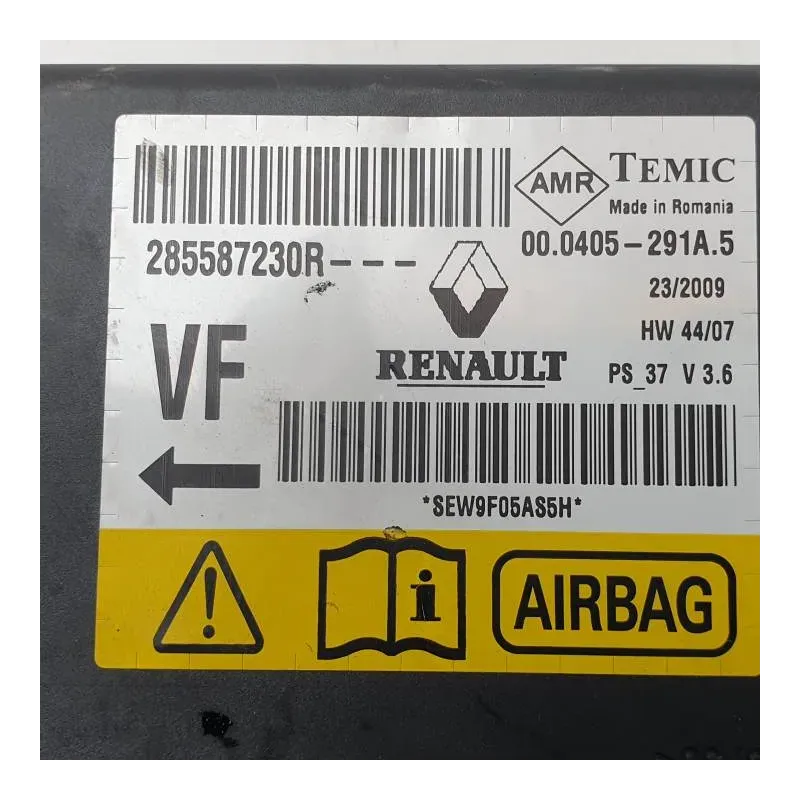 AMR TEMIC
Made in Romania
285587230R---
00.0405-291A.5
23/2009
HW 44/07
VF
RENAULT
PS_37 V 3.6
*SEW9F05AS5H*
! i AIRBAG